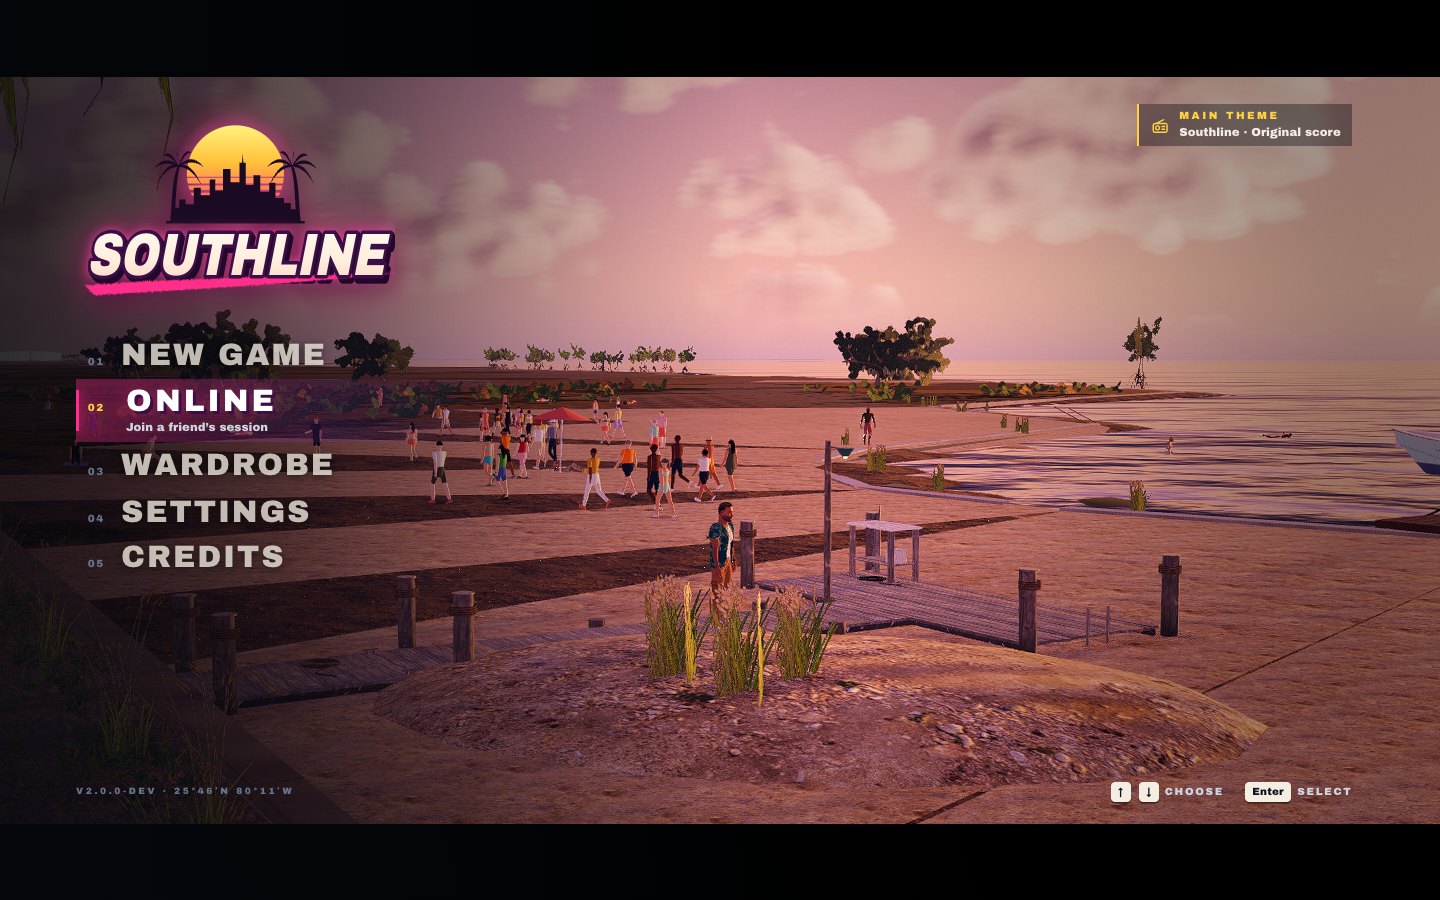 SOUTHLINE
MAIN THEME
Southline · Original score
01 NEW GAME
02 ONLINE
Join a friend's session
03 WARDROBE
04 SETTINGS
05 CREDITS
V2.0.0-DEV · 25°46'N 80°11'W
↑ ↓ CHOOSE Enter SELECT